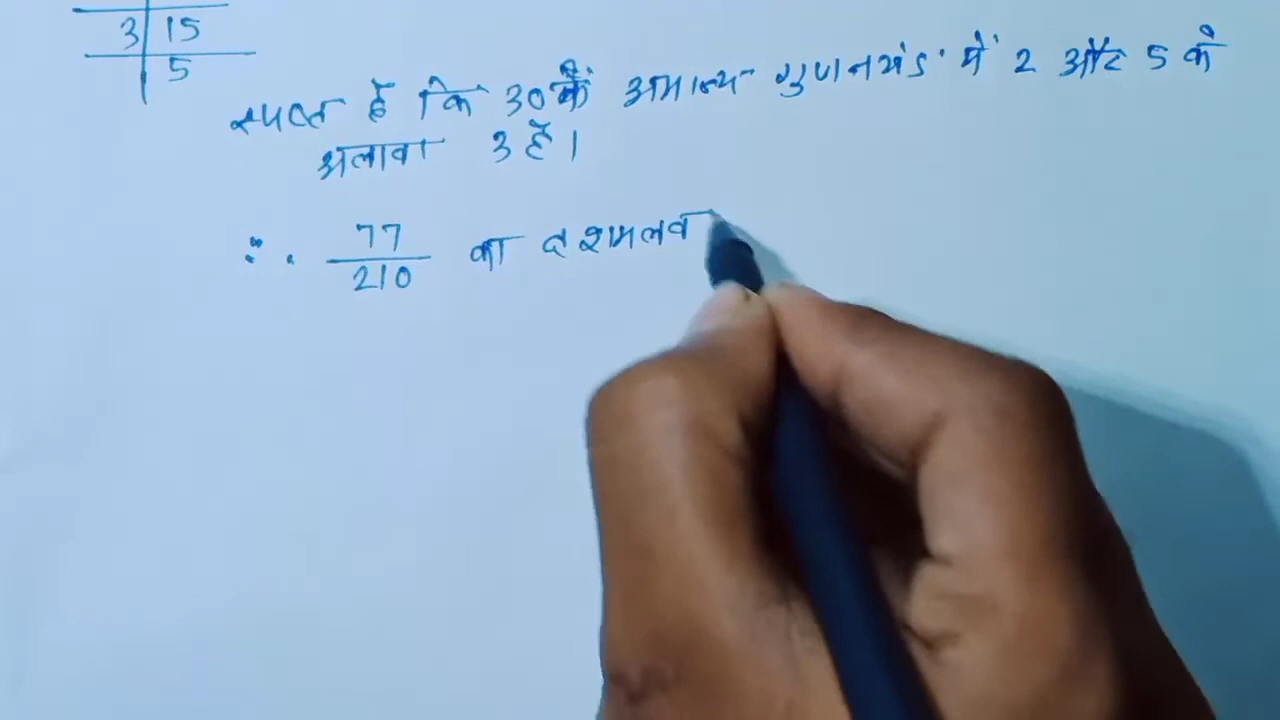 3 | 15
5
स्पष्ट है कि 30 के अभाज्य गुणनखंड में 2 और 5 के
अलावा 3 है।
∴ 77/210 का दशमलव